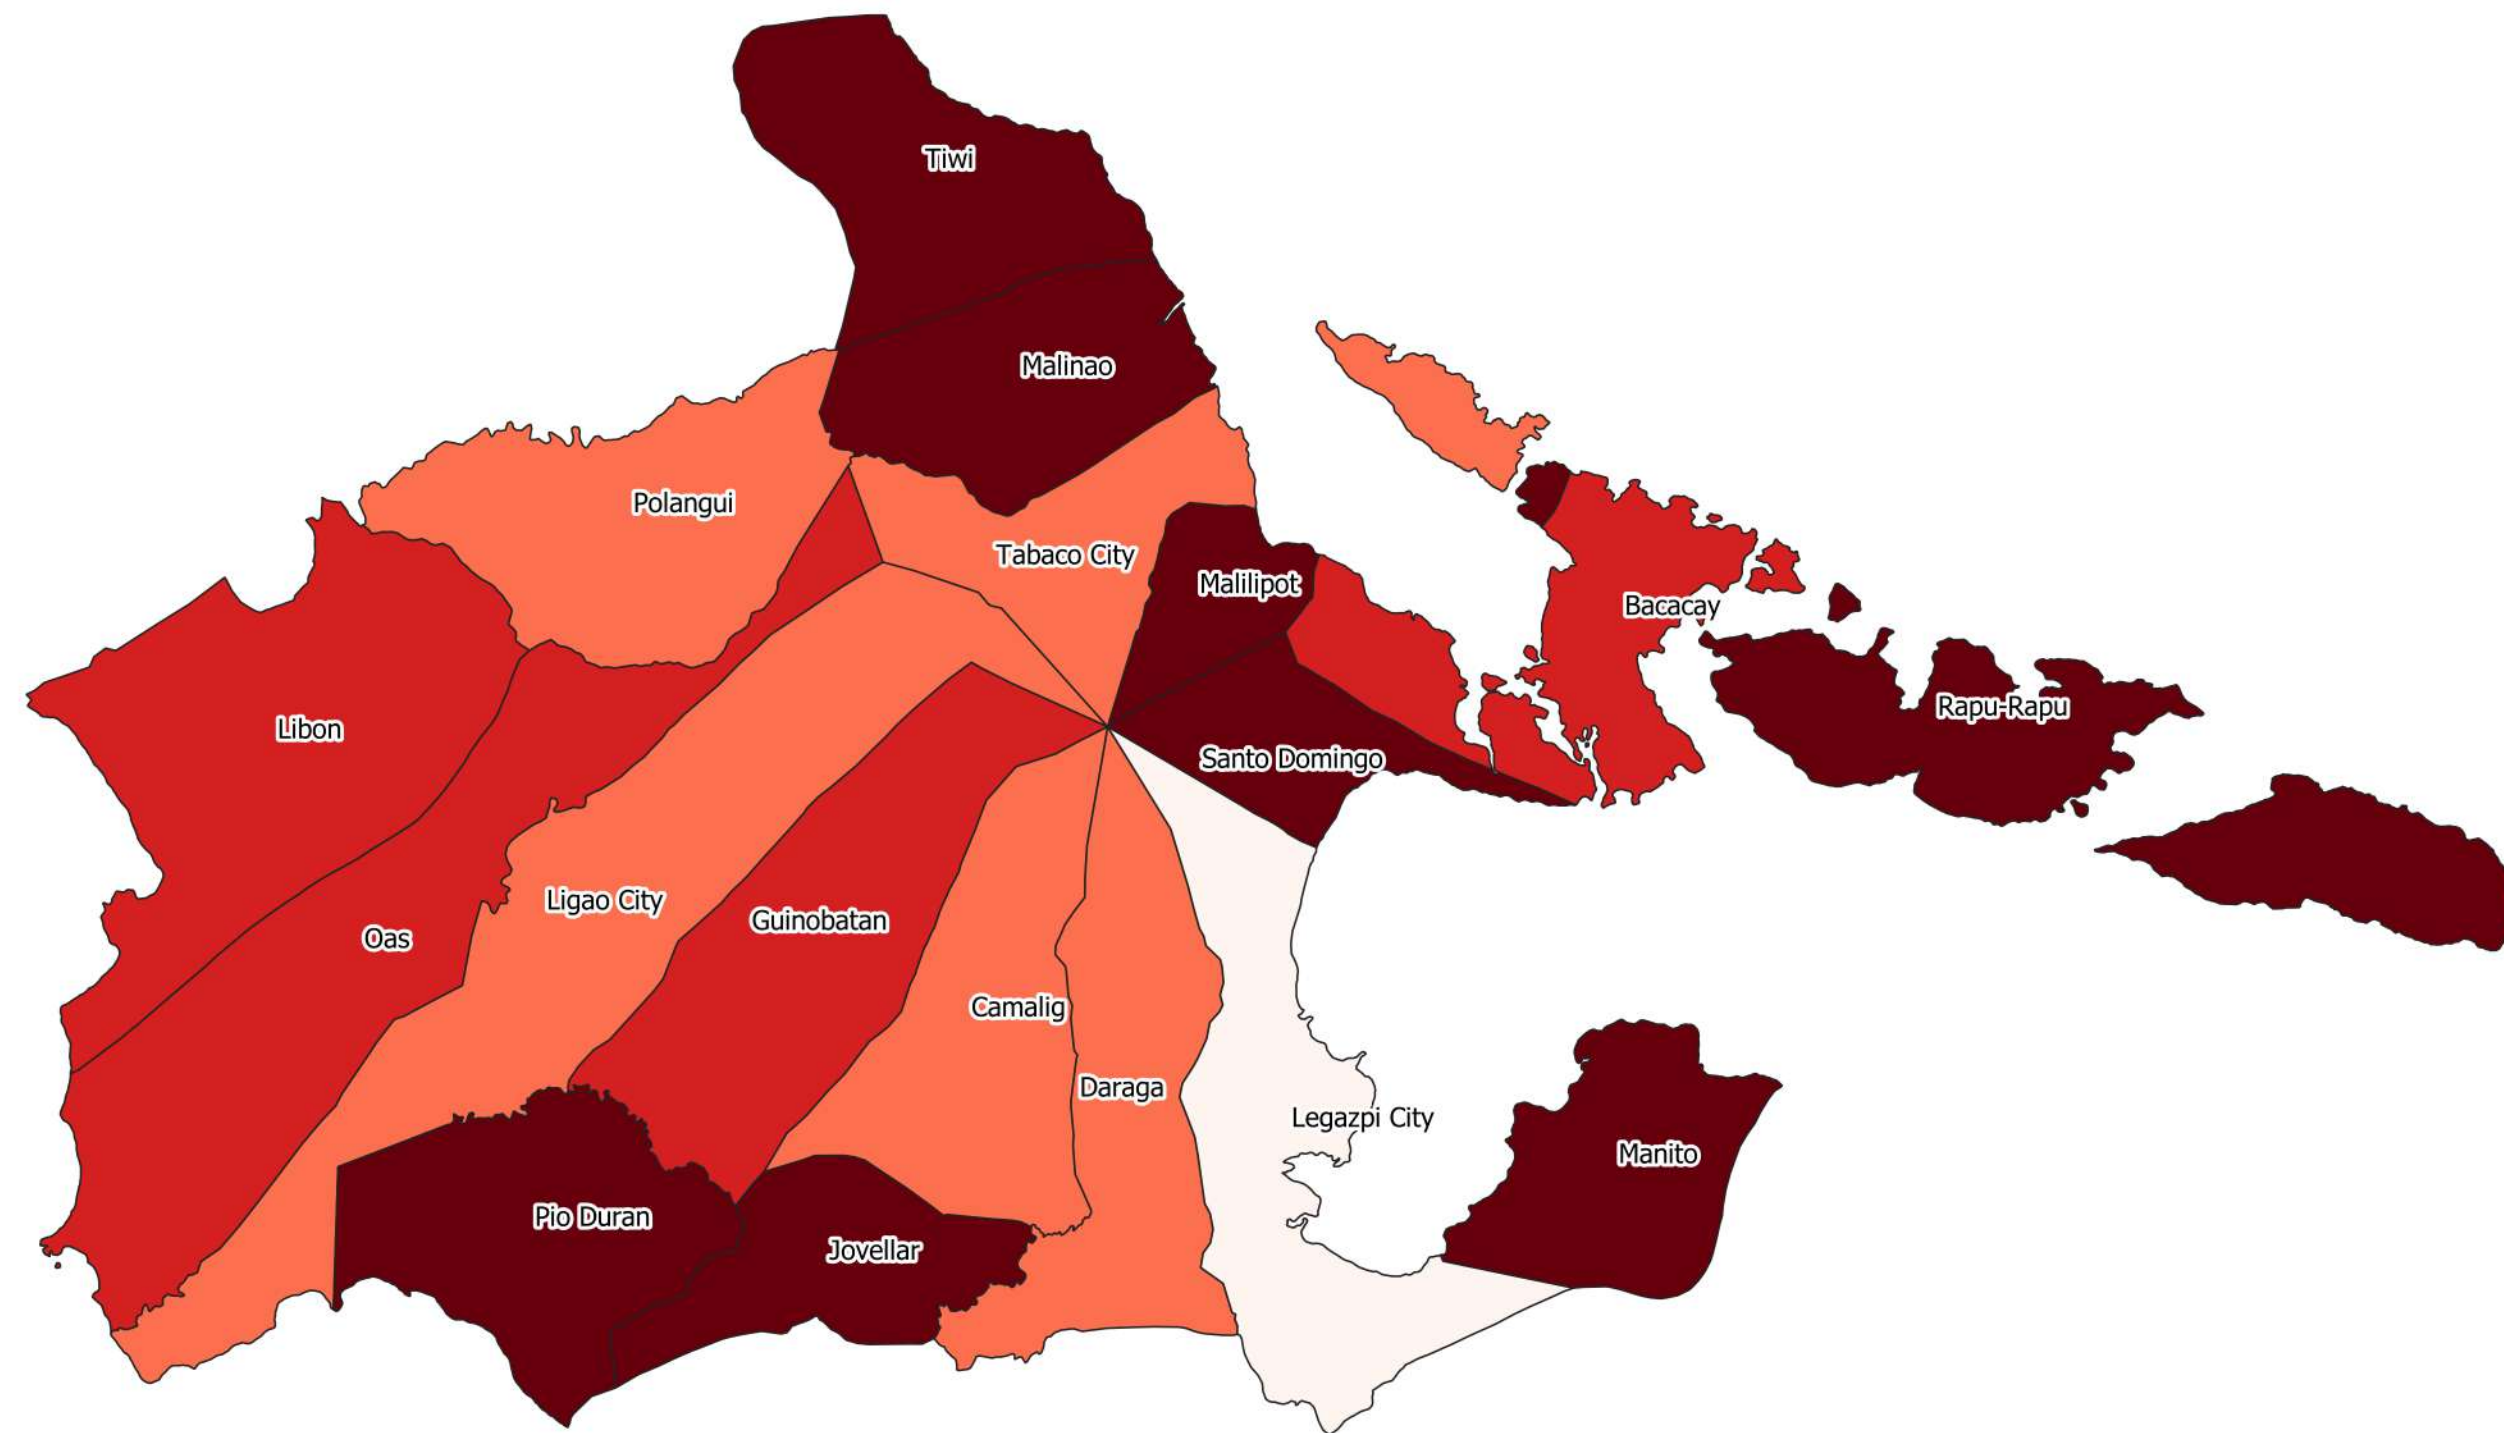 Tiwi
Malinao
Polangui
Tabaco City
Malilipot
Bacacay
Rapu-Rapu
Libon
Santo Domingo
Ligao City
Guinobatan
Oas
Camalig
Daraga
Legazpi City
Manito
Pio Duran
Jovellar